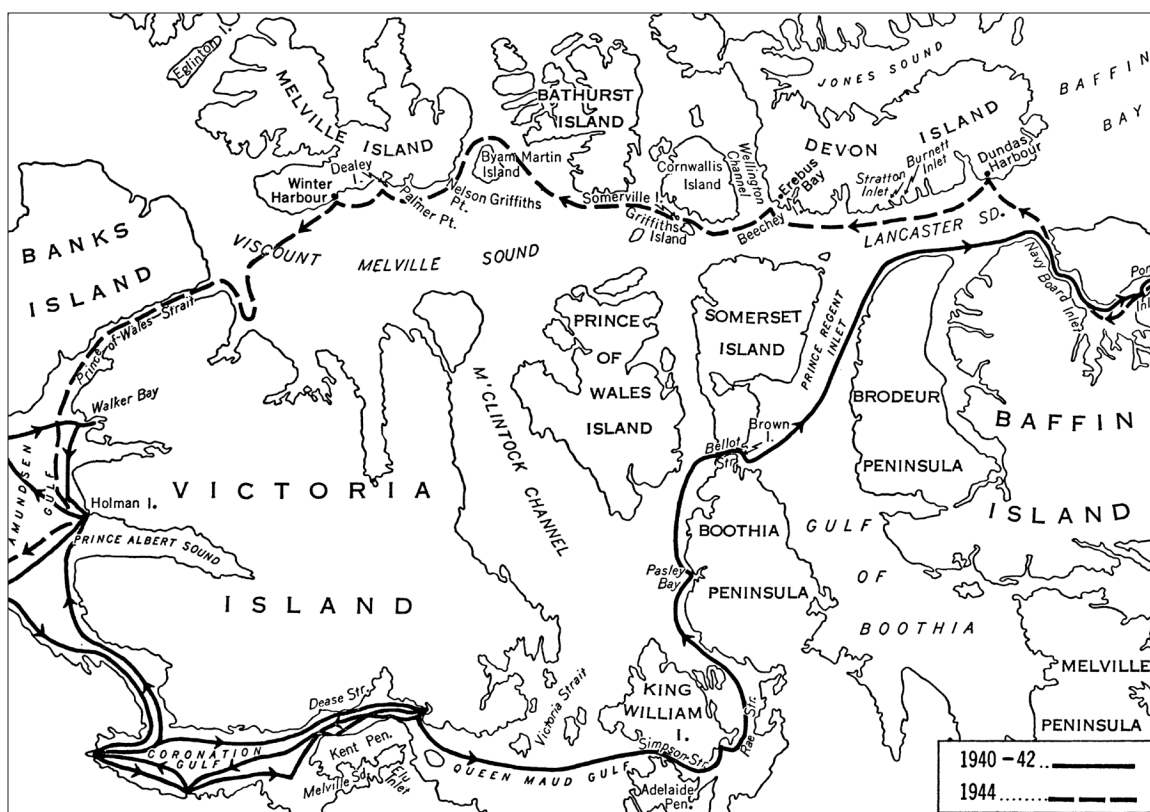 Eglinton I.
MELVILLE
ISLAND
BATHURST
ISLAND
JONES SOUND
BAFFIN
BAY
DEVON
ISLAND
Dealey
I.
Winter
Harbour
Palmer Pt.
Nelson Griffiths
Pt.
Byam Martin
Island
Cornwallis
Island
Wellington
Channel
Erebus
Bay
Stratton
Inlet
Burnett
Inlet
Dundas
Harbour
Somerville I.
Griffiths
Island
Beechey
LANCASTER SD.
BANKS
ISLAND
VISCOUNT MELVILLE SOUND
Prince-of-Wales-Strait
Navy Board Inlet
Pon
Inl
PRINCE
OF
WALES
ISLAND
SOMERSET
ISLAND
PRINCE REGENT
INLET
M'CLINTOCK CHANNEL
BRODEUR
PENINSULA
BAFFIN
ISLAND
Walker Bay
AMUNDSEN
GULF
Holman I.
PRINCE ALBERT SOUND
VICTORIA
ISLAND
Bellot
Str.
Brown
I.
BOOTHIA
PENINSULA
Pasley
Bay
GULF
OF
BOOTHIA
MELVILLE
PENINSULA
KING
WILLIAM
I.
Rae Str.
Simpson Str.
Victoria Strait
Dease Str.
CORONATION
GULF
Kent Pen.
Melville Sd.
Elu
Inlet
QUEEN MAUD GULF
Adelaide
Pen.
1940-42..
1944.......